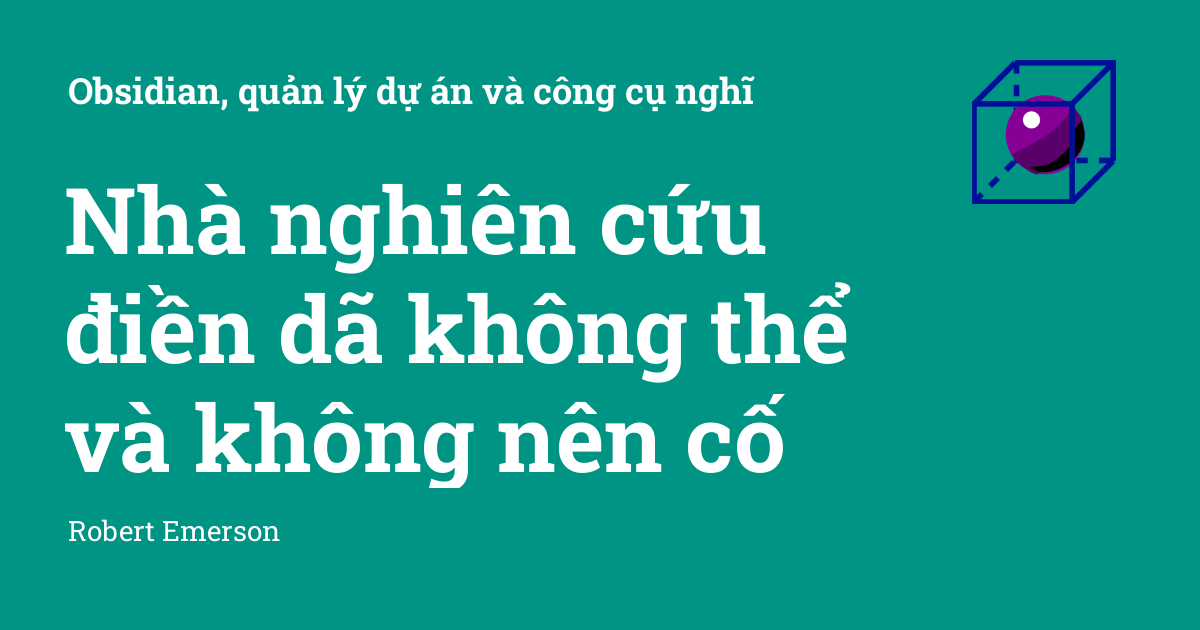 Obsidian, quản lý dự án và công cụ nghĩ
Nhà nghiên cứu
điền dã không thể
và không nên cố
Robert Emerson